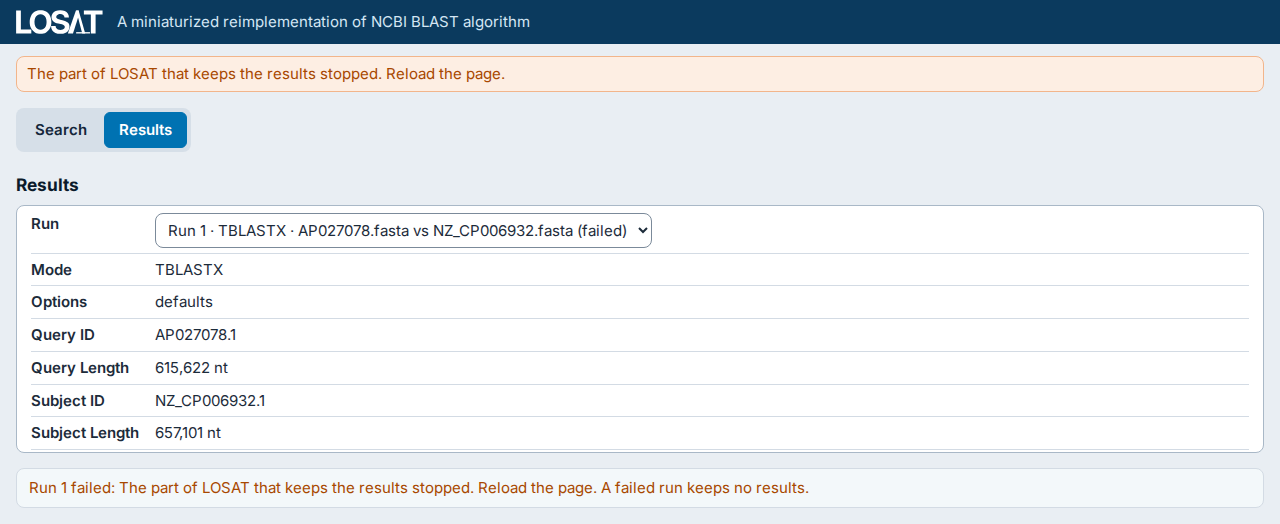 LOSAT A miniaturized reimplementation of NCBI BLAST algorithm
The part of LOSAT that keeps the results stopped. Reload the page.
Search Results
Results
Run Run 1 · TBLASTX · AP027078.fasta vs NZ_CP006932.fasta (failed)
Mode TBLASTX
Options defaults
Query ID AP027078.1
Query Length 615,622 nt
Subject ID NZ_CP006932.1
Subject Length 657,101 nt
Run 1 failed: The part of LOSAT that keeps the results stopped. Reload the page. A failed run keeps no results.